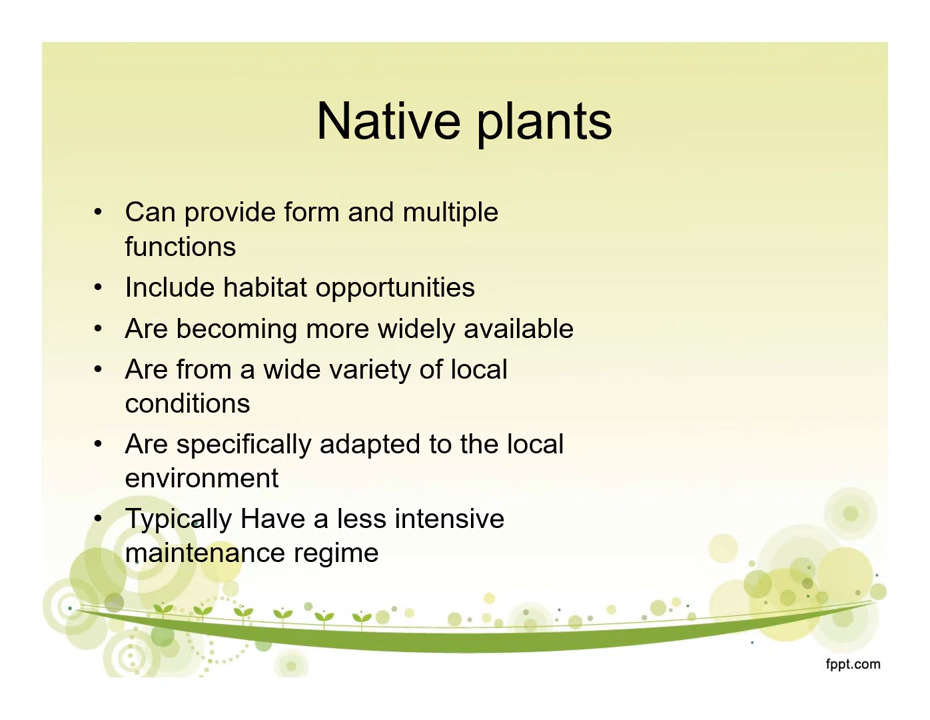 Native plants
• Can provide form and multiple
functions
• Include habitat opportunities
• Are becoming more widely available
• Are from a wide variety of local
conditions
• Are specifically adapted to the local
environment
• Typically Have a less intensive
maintenance regime
fppt.com